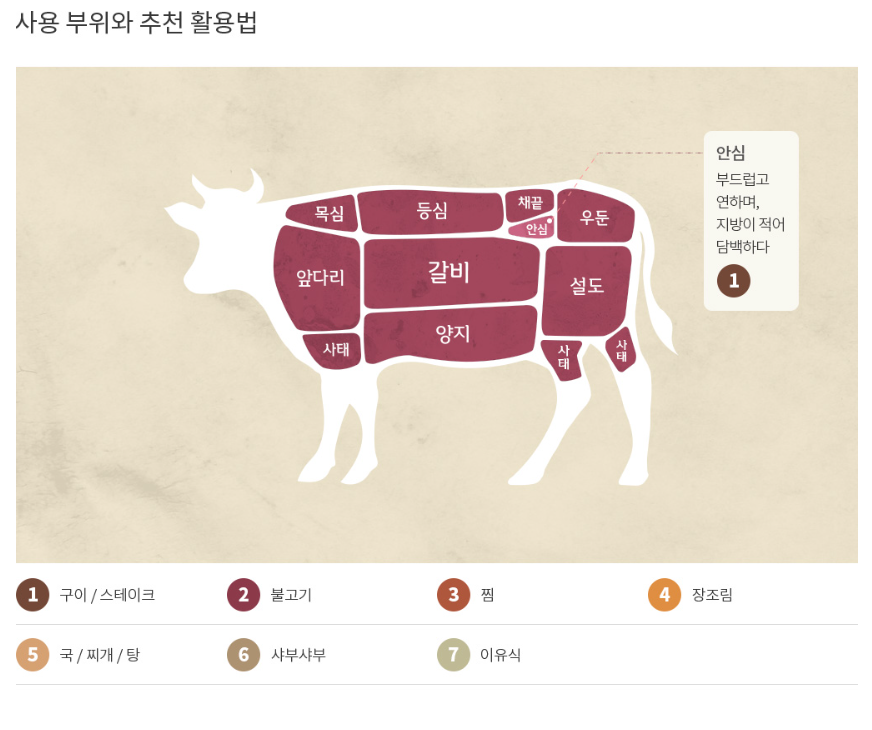 사용 부위와 추천 활용법
안심
부드럽고
연하며,
지방이 적어
담백하다
1
목심
등심
채끝
안심
우둔
앞다리
갈비
설도
양지
사태
사
태
사
태
1 구이 / 스테이크
2 불고기
3 찜
4 장조림
5 국 / 찌개 / 탕
6 샤부샤부
7 이유식